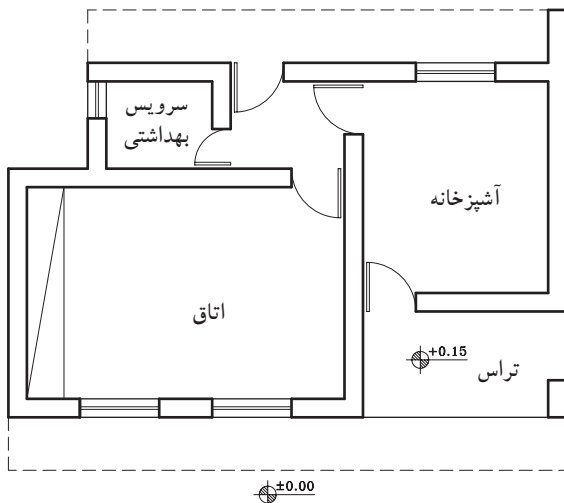 سرویس
بهداشتی
آشپزخانه
اتاق
+0.15
تراس
±0.00